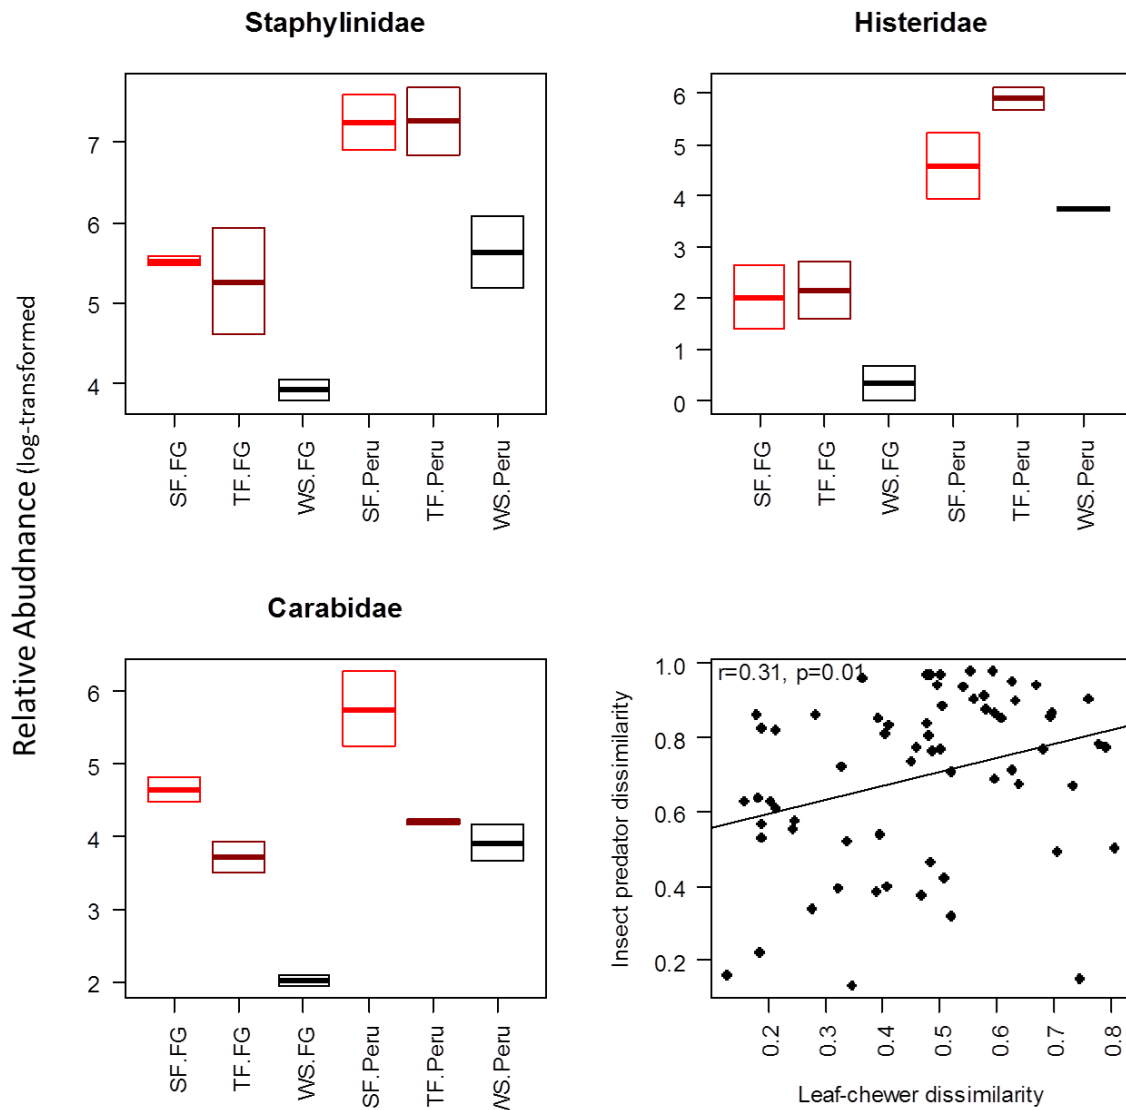 Staphylinidae
Histeridae
7
6
5
4
6
5
4
3
2
1
0
SF.FG
TF.FG
WS.FG
SF.Peru
TF.Peru
WS.Peru
SF.FG
TF.FG
WS.FG
SF.Peru
TF.Peru
WS.Peru
Relative Abudnance (log-transformed
Carabidae
6
5
4
3
2
SF.FG
TF.FG
WS.FG
SF.Peru
TF.Peru
WS.Peru
r=0.31, p=0.01
Insect predator dissimilarity
1.0
0.8
0.6
0.4
0.2
0.2
0.3
0.4
0.5
0.6
0.7
0.8
Leaf-chewer dissimilarity